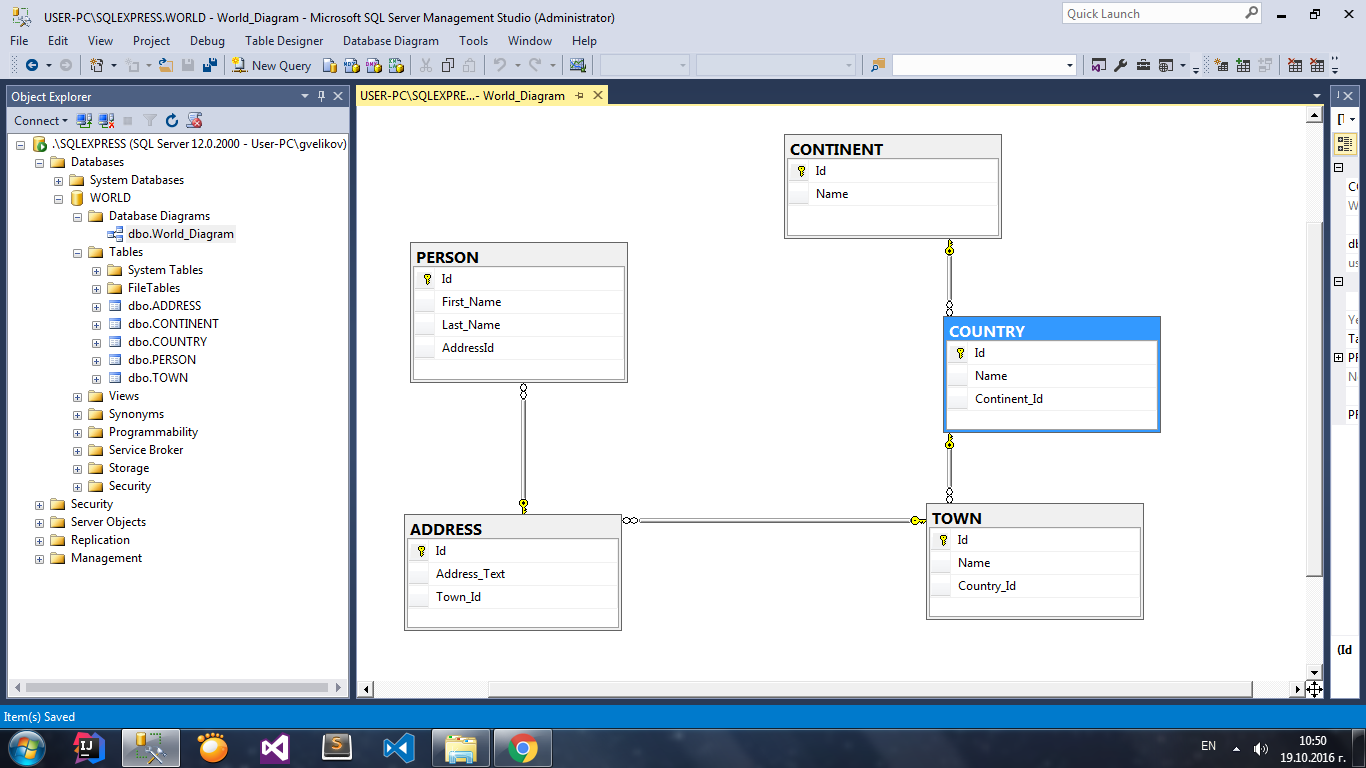 USER-PC\SQLEXPRESS.WORLD - World_Diagram - Microsoft SQL Server Management Studio (Administrator)
Quick Launch
File Edit View Project Debug Table Designer Database Diagram Tools Window Help
New Query
Object Explorer
USER-PC\SQLEXPRE...- World_Diagram
Connect
.\SQLEXPRESS (SQL Server 12.0.2000 - User-PC\gvelikov)
Databases
System Databases
WORLD
Database Diagrams
dbo.World_Diagram
Tables
System Tables
FileTables
dbo.ADDRESS
dbo.CONTINENT
dbo.COUNTRY
dbo.PERSON
dbo.TOWN
Views
Synonyms
Programmability
Service Broker
Storage
Security
Security
Server Objects
Replication
Management
CONTINENT
Id
Name
PERSON
Id
First_Name
Last_Name
AddressId
COUNTRY
Id
Name
Continent_Id
ADDRESS
Id
Address_Text
Town_Id
TOWN
Id
Name
Country_Id
(Id
Item(s) Saved
EN
10:50
19.10.2016 г.